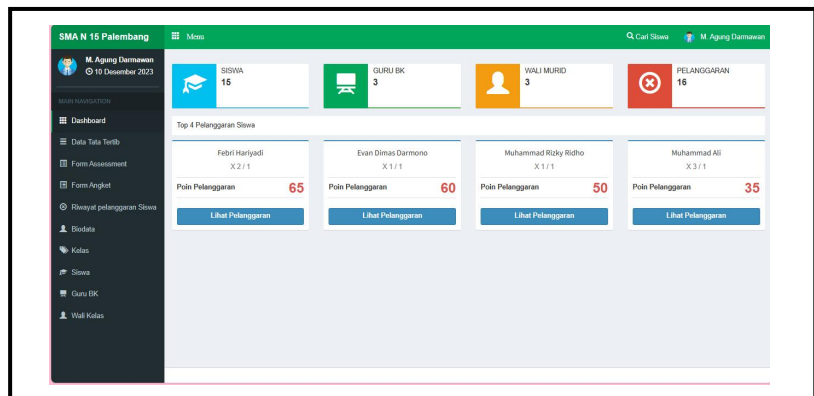 SMA N 15 Palembang
Menu
Cari Siswa
M. Agung Darmawan
M. Agung Darmawan
10 Desember 2023
MAIN NAVIGATION
Dashboard
Data Tata Tertib
Form Assessment
Form Angket
Riwayat pelanggaran Siswa
Biodata
Kelas
Siswa
Guru BK
Wali Kelas
SISWA
15
GURU BK
3
WALI MURID
3
PELANGGARAN
16
Top 4 Pelanggaran Siswa
Febri Hariyadi
X 2 / 1
Poin Pelanggaran 65
Lihat Pelanggaran
Evan Dimas Darmono
X 1 / 1
Poin Pelanggaran 60
Lihat Pelanggaran
Muhammad Rizky Ridho
X 1 / 1
Poin Pelanggaran 50
Lihat Pelanggaran
Muhammad Ali
X 3 / 1
Poin Pelanggaran 35
Lihat Pelanggaran